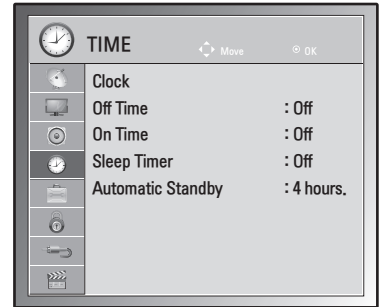 TIME
Move
OK
Clock
Off Time : Off
On Time : Off
Sleep Timer : Off
Automatic Standby : 4 hours.